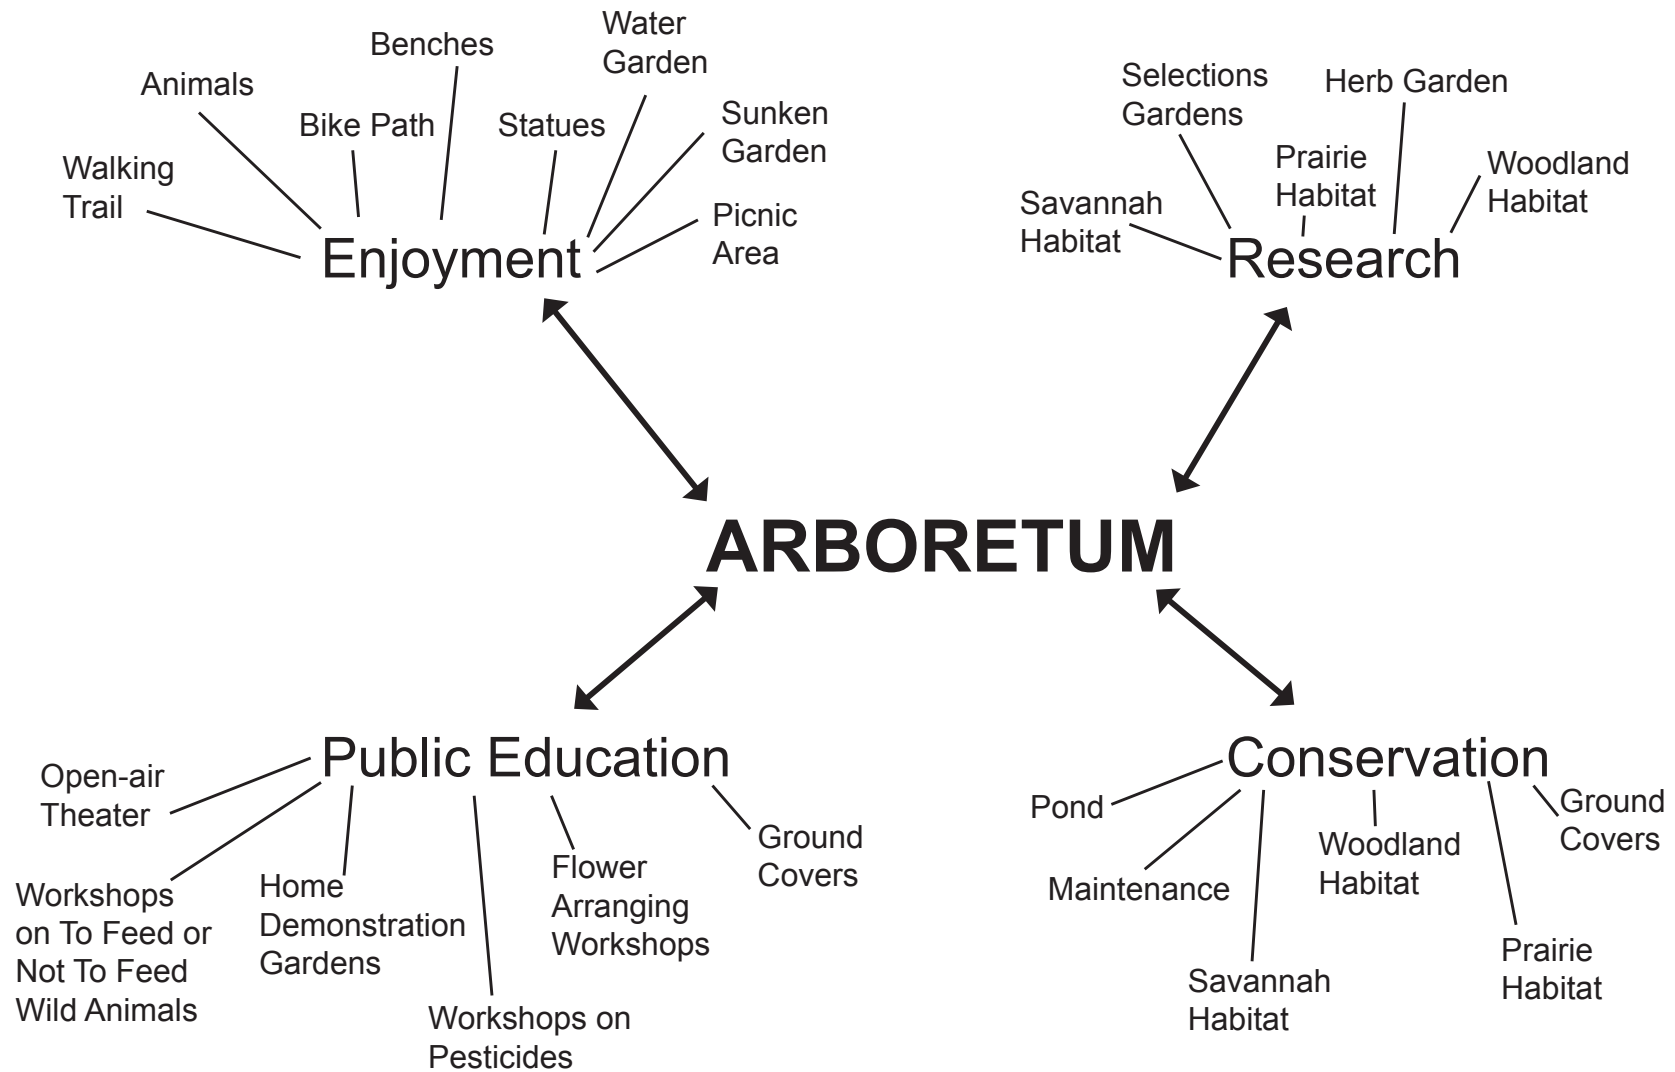 Water
Garden
Benches
Animals
Bike Path
Statues
Sunken
Garden
Walking
Trail
Picnic
Area
Enjoyment
Selections
Gardens
Herb Garden
Prairie
Habitat
Woodland
Habitat
Savannah
Habitat
Research
ARBORETUM
Public Education
Open-air
Theater
Workshops
on To Feed or
Not To Feed
Wild Animals
Home
Demonstration
Gardens
Workshops on
Pesticides
Flower
Arranging
Workshops
Ground
Covers
Conservation
Pond
Maintenance
Savannah
Habitat
Woodland
Habitat
Prairie
Habitat
Ground
Covers